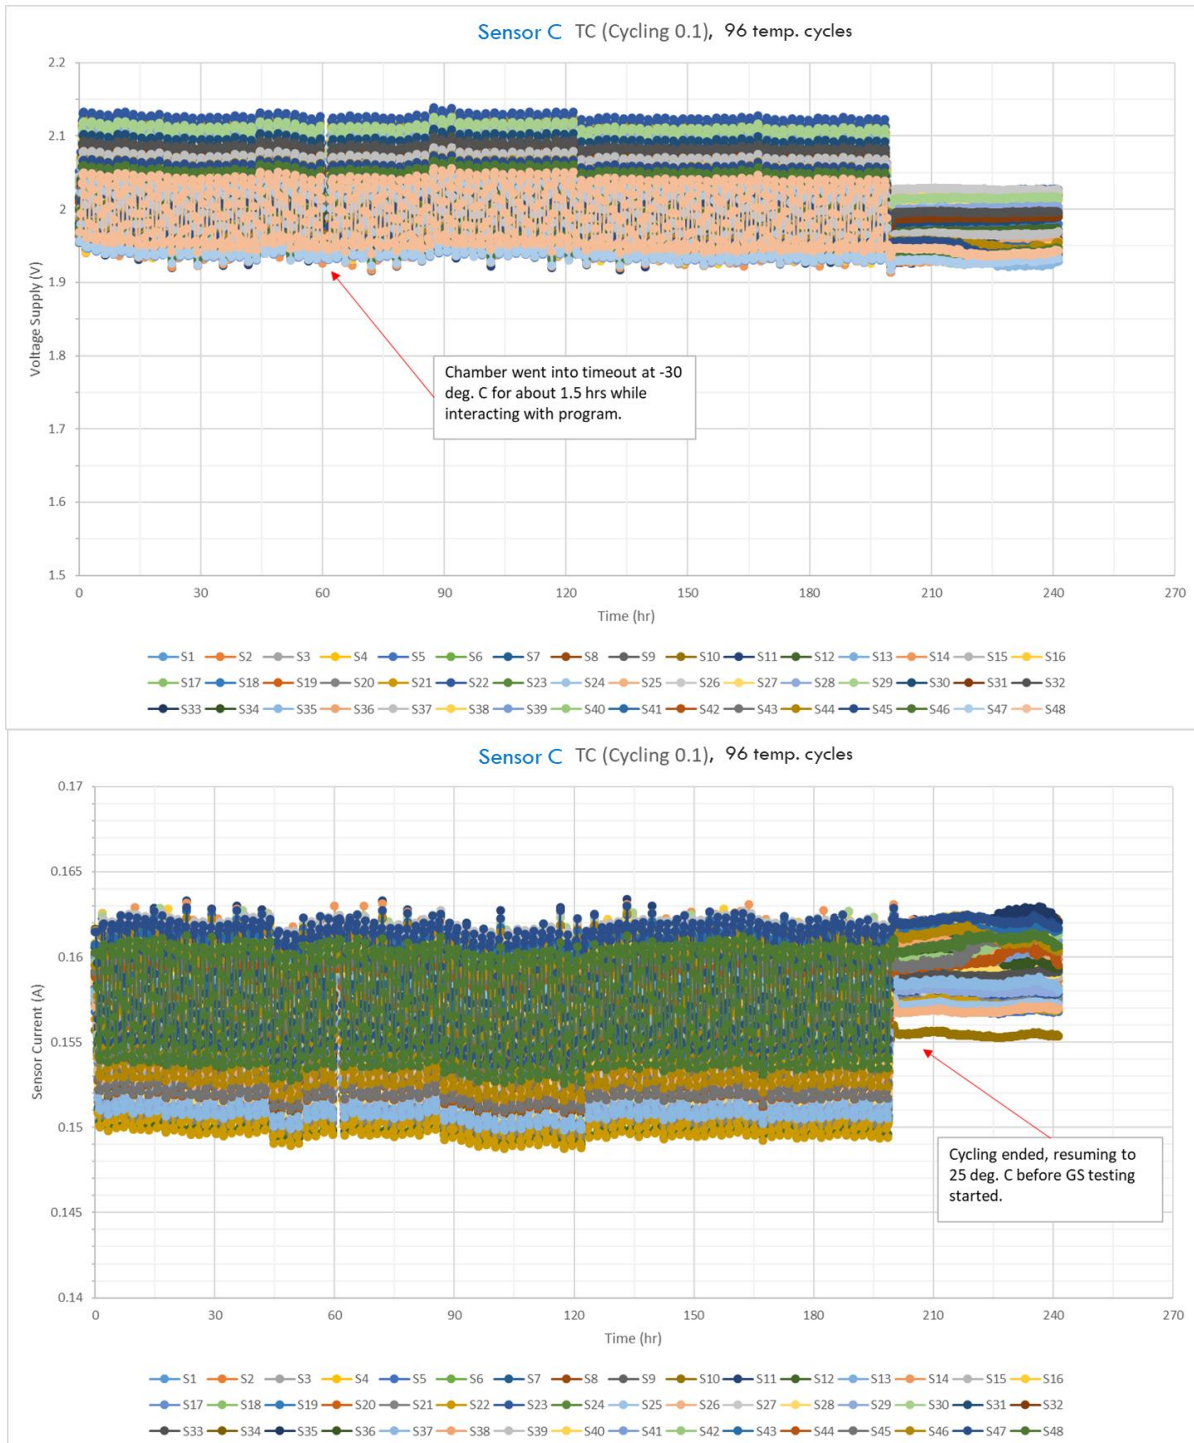 Sensor C TC (Cycling 0.1), 96 temp. cycles
2.2
2.1
2
1.9
1.8
1.7
1.6
1.5
Voltage Supply (V)
Chamber went into timeout at -30
deg. C for about 1.5 hrs while
interacting with program.
0 30 60 90 120 150 180 210 240 270
Time (hr)
S1 S2 S3 S4 S5 S6 S7 S8 S9 S10 S11 S12 S13 S14 S15 S16
S17 S18 S19 S20 S21 S22 S23 S24 S25 S26 S27 S28 S29 S30 S31 S32
S33 S34 S35 S36 S37 S38 S39 S40 S41 S42 S43 S44 S45 S46 S47 S48
Sensor C TC (Cycling 0.1), 96 temp. cycles
0.17
0.165
0.16
0.155
0.15
0.145
0.14
Sensor Current (A)
Cycling ended, resuming to
25 deg. C before GS testing
started.
0 30 60 90 120 150 180 210 240 270
Time (hr)
S1 S2 S3 S4 S5 S6 S7 S8 S9 S10 S11 S12 S13 S14 S15 S16
S17 S18 S19 S20 S21 S22 S23 S24 S25 S26 S27 S28 S29 S30 S31 S32
S33 S34 S35 S36 S37 S38 S39 S40 S41 S42 S43 S44 S45 S46 S47 S48